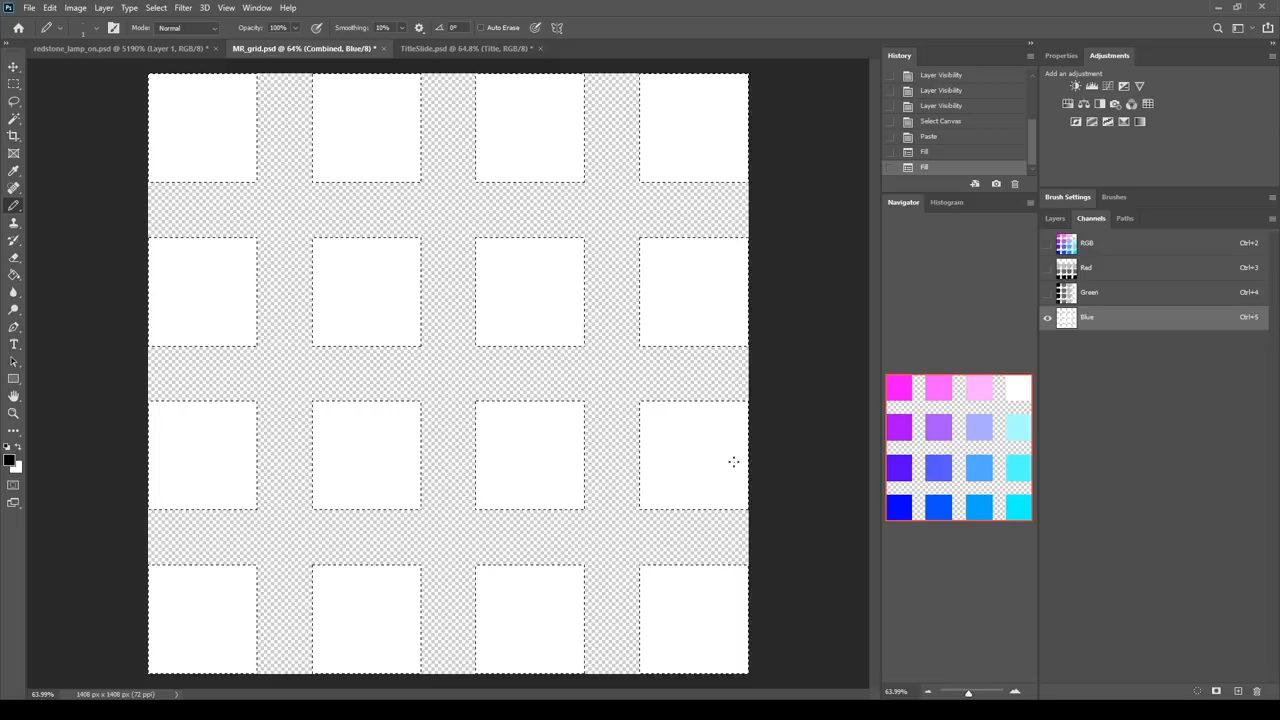 File Edit Image Layer Type Select Filter 3D View Window Help
Mode: Normal Opacity: 100% Smoothing: 10% 0° Auto Erase
redstone_lamp_on.psd @ 5190% (Layer 1, RGB/8) * × MR_grid.psd @ 64% (Combined, Blue/8) * × TitleSlide.psd @ 64.8% (Title, RGB/8) * ×
History
Layer Visibility
Layer Visibility
Layer Visibility
Select Canvas
Paste
Fill
Fill
Navigator Histogram
63.99%
Properties Adjustments
Add an adjustment
Brush Settings Brushes
Layers Channels Paths
RGB Ctrl+2
Red Ctrl+3
Green Ctrl+4
Blue Ctrl+5
63.99% 1408 px x 1408 px (72 ppi)